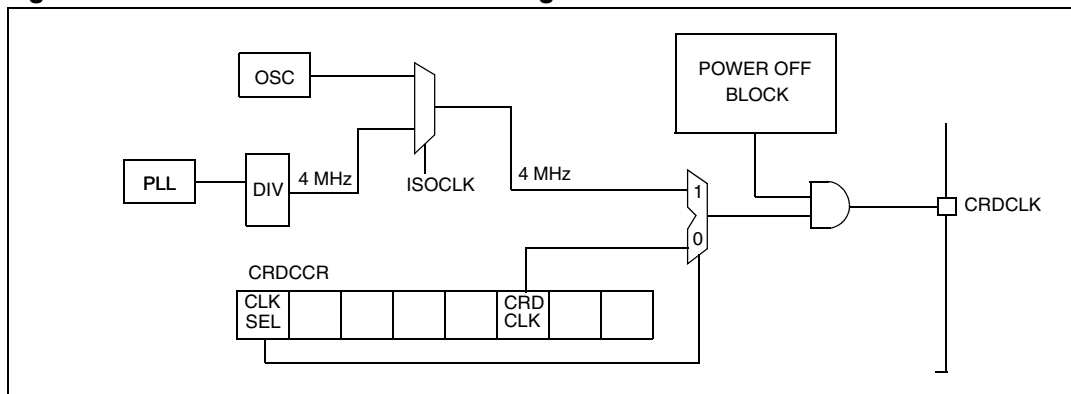 OSC
POWER OFF
BLOCK
PLL
DIV
4 MHz
ISOCLK
4 MHz
1
0
CRDCLK
CRDCCR
CLK
SEL
CRD
CLK